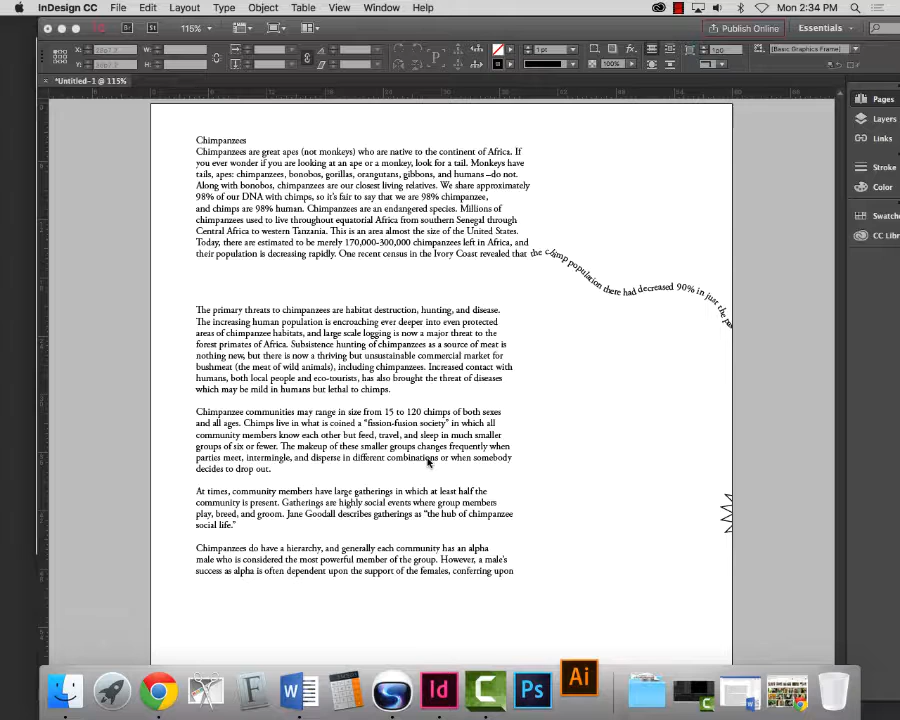 InDesign CC File Edit Layout Type Object Table View Window Help Mon 2:34 PM
Br St 115% Publish Online Essentials
X: W: 1 pt 1p0 [Basic Graphics Frame]
Y: H: P 100%
*Untitled-1 @ 115%
Pages
Layers
Links
Stroke
Color
Swatch
CC Libr
Chimpanzees
Chimpanzees are great apes (not monkeys) who are native to the continent of Africa. If
you ever wonder if you are looking at an ape or a monkey, look for a tail. Monkeys have
tails, apes: chimpanzees, bonobos, gorillas, orangutans, gibbons, and humans –do not.
Along with bonobos, chimpanzees are our closest living relatives. We share approximately
98% of our DNA with chimps, so it's fair to say that we are 98% chimpanzee,
and chimps are 98% human. Chimpanzees are an endangered species. Millions of
chimpanzees used to live throughout equatorial Africa from southern Senegal through
Central Africa to western Tanzania. This is an area almost the size of the United States.
Today, there are estimated to be merely 170,000-300,000 chimpanzees left in Africa, and
their population is decreasing rapidly. One recent census in the Ivory Coast revealed that
the chimp population there had decreased 90% in just the pa
The primary threats to chimpanzees are habitat destruction, hunting, and disease.
The increasing human population is encroaching ever deeper into even protected
areas of chimpanzee habitats, and large scale logging is now a major threat to the
forest primates of Africa. Subsistence hunting of chimpanzees as a source of meat is
nothing new, but there is now a thriving but unsustainable commercial market for
bushmeat (the meat of wild animals), including chimpanzees. Increased contact with
humans, both local people and eco-tourists, has also brought the threat of diseases
which may be mild in humans but lethal to chimps.
Chimpanzee communities may range in size from 15 to 120 chimps of both sexes
and all ages. Chimps live in what is coined a "fission-fusion society" in which all
community members know each other but feed, travel, and sleep in much smaller
groups of six or fewer. The makeup of these smaller groups changes frequently when
parties meet, intermingle, and disperse in different combinations or when somebody
decides to drop out.
At times, community members have large gatherings in which at least half the
community is present. Gatherings are highly social events where group members
play, breed, and groom. Jane Goodall describes gatherings as "the hub of chimpanzee
social life."
Chimpanzees do have a hierarchy, and generally each community has an alpha
male who is considered the most powerful member of the group. However, a male's
success as alpha is often dependent upon the support of the females, conferring upon
F W Id C Ps Ai